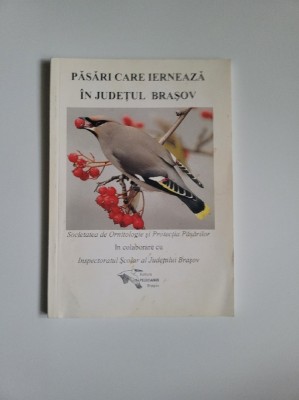 PĂSĂRI CARE IERNEAZĂ
ÎN JUDEȚUL BRAȘOV
Societatea de Ornitologie și Protecția Păsărilor
în colaborare cu
Inspectoratul Școlar al Județului Brașov
Brașov